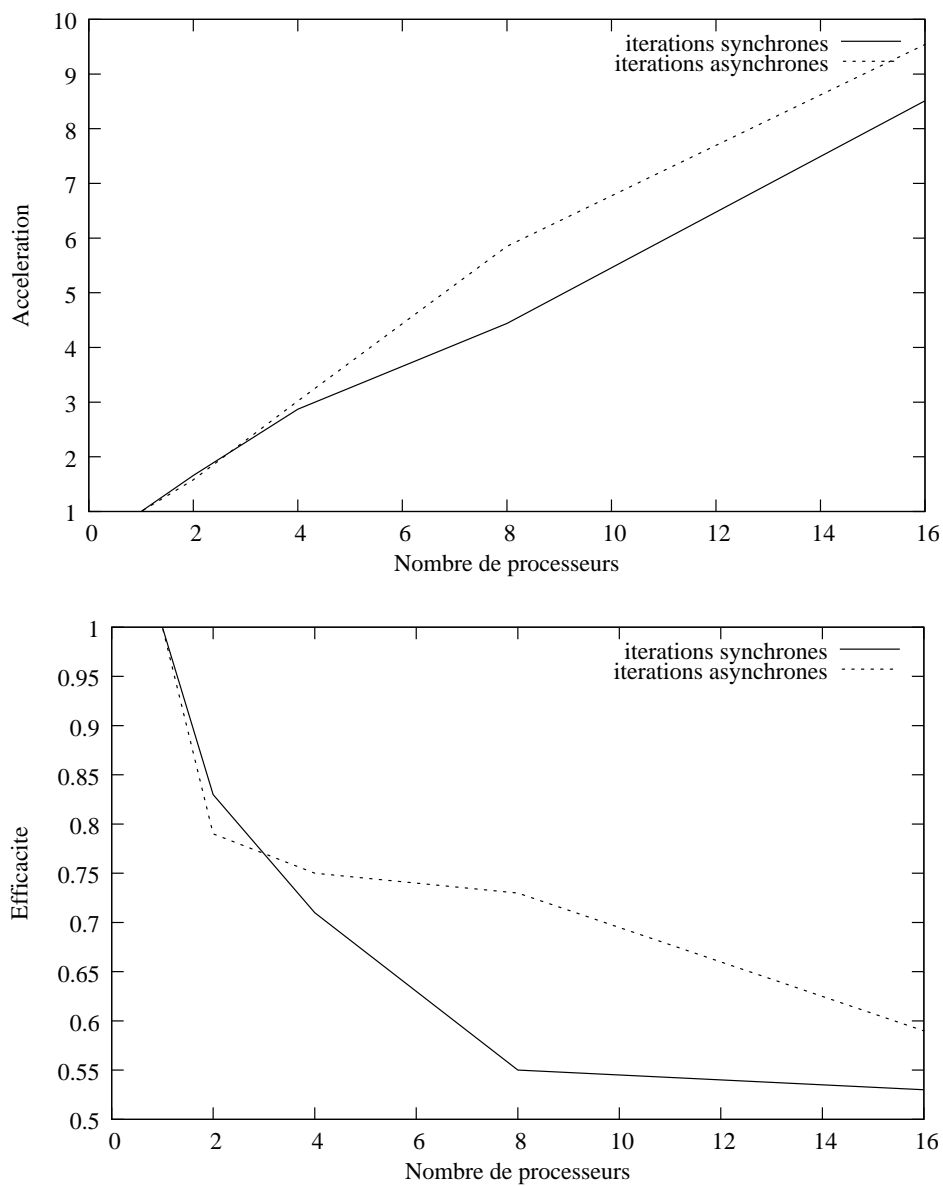 10
9
8
7
6
5
4
3
2
1
Acceleration
iterations synchrones
iterations asynchrones
0 2 4 6 8 10 12 14 16
Nombre de processeurs
1
0.95
0.9
0.85
0.8
0.75
0.7
0.65
0.6
0.55
0.5
Efficacite
iterations synchrones
iterations asynchrones
0 2 4 6 8 10 12 14 16
Nombre de processeurs